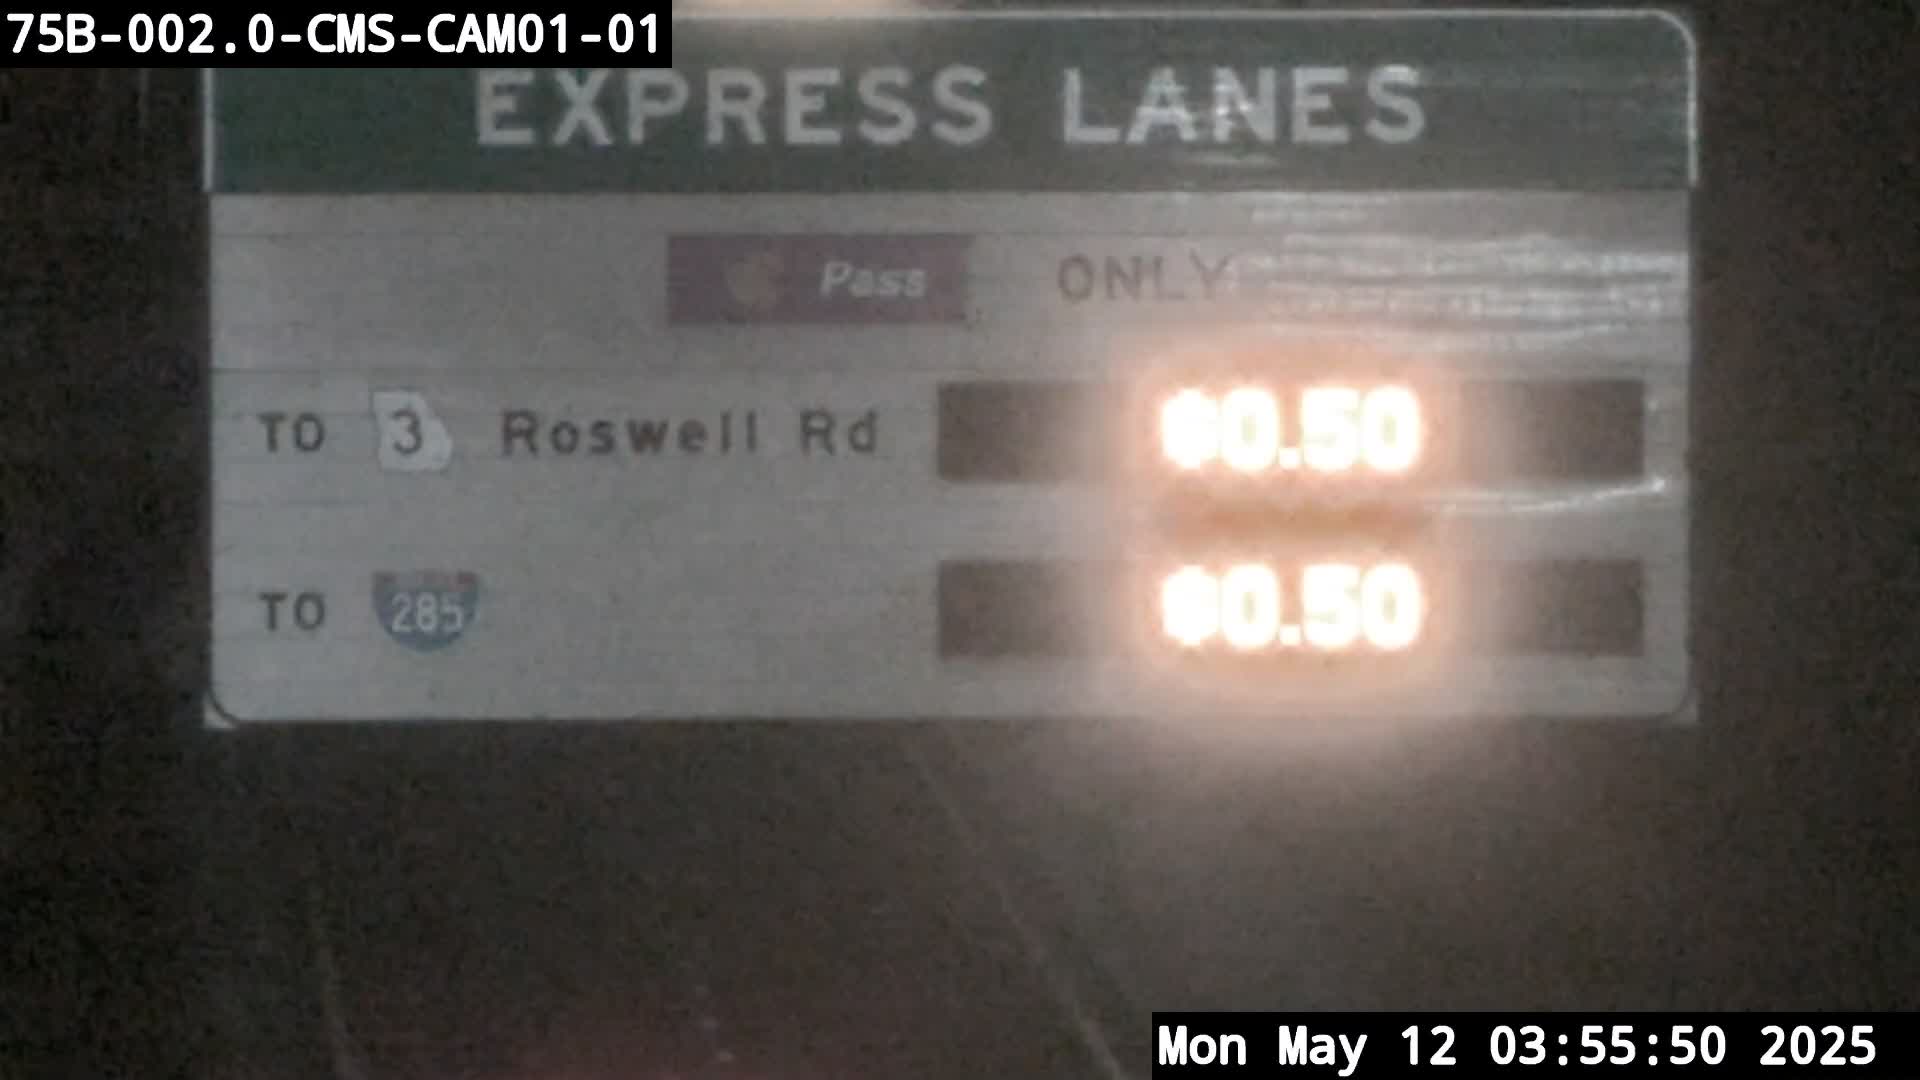 75B-002.0-CMS-CAM01-01
EXPRESS LANES
Pass ONLY
TO 3 Roswell Rd $0.50
TO 285 $0.50
Mon May 12 03:55:50 2025